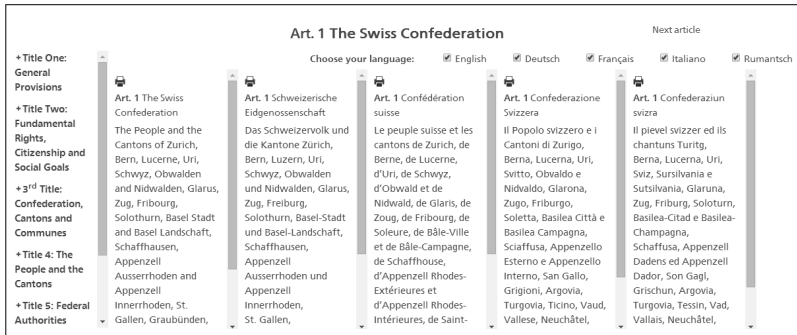 Art. 1 The Swiss Confederation
Next article
Choose your language: English Deutsch Français Italiano Rumantsch
+Title One:
General
Provisions
+Title Two:
Fundamental
Rights,
Citizenship and
Social Goals
+3rd Title:
Confederation,
Cantons and
Communes
+Title 4: The
People and the
Cantons
+Title 5: Federal
Authorities
Art. 1 The Swiss
Confederation
The People and the
Cantons of Zurich,
Bern, Lucerne, Uri,
Schwyz, Obwalden
and Nidwalden, Glarus,
Zug, Fribourg,
Solothurn, Basel Stadt
and Basel Landschaft,
Schaffhausen,
Appenzell
Ausserrhoden and
Appenzell
Innerrhoden, St.
Gallen, Graubünden,
Art. 1 Schweizerische
Eidgenossenschaft
Das Schweizervolk und
die Kantone Zürich,
Bern, Luzern, Uri,
Schwyz, Obwalden
und Nidwalden, Glarus,
Zug, Freiburg,
Solothurn, Basel-Stadt
und Basel-Landschaft,
Schaffhausen,
Appenzell
Ausserrhoden und
Appenzell
Innerrhoden,
St. Gallen,
Art. 1 Confédération
suisse
Le peuple suisse et les
cantons de Zurich, de
Berne, de Lucerne,
d'Uri, de Schwyz,
d'Obwald et de
Nidwald, de Glaris, de
Zoug, de Fribourg, de
Soleure, de Bâle-Ville
et de Bâle-Campagne,
de Schaffhouse,
d'Appenzell Rhodes-
Extérieures et
d'Appenzell Rhodes-
Intérieures, de Saint-
Art. 1 Confederazione
Svizzera
Il Popolo svizzero e i
Cantoni di Zurigo,
Berna, Lucerna, Uri,
Svitto, Obvaldo e
Nidvaldo, Glarona,
Zugo, Friburgo,
Soletta, Basilea Città e
Basilea Campagna,
Sciaffusa, Appenzello
Esterno e Appenzello
Interno, San Gallo,
Grigioni, Argovia,
Turgovia, Ticino, Vaud,
Vallese, Neuchâtel,
Art. 1 Confederaziun
svizra
Il pievel svizzer ed ils
chantuns Turitg,
Berna, Lucerna, Uri,
Sviz, Sursilvania e
Sutsilvania, Glaruna,
Zug, Friburg, Soloturn,
Basilea-Citad e Basilea-
Champagna,
Schaffusa, Appenzell
Dadens ed Appenzell
Dador, Son Gagl,
Grischun, Argovia,
Turgovia, Tessin, Vad,
Vallais, Neuchâtel,